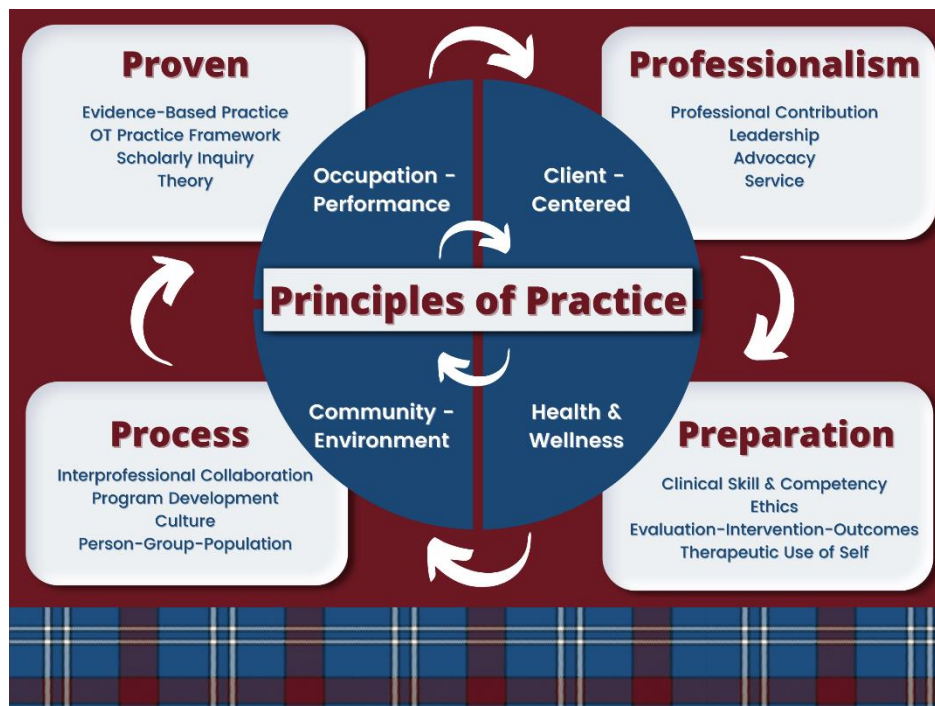 Proven
Evidence-Based Practice
OT Practice Framework
Scholarly Inquiry
Theory
Professionalism
Professional Contribution
Leadership
Advocacy
Service
Occupation -
Performance
Client -
Centered
Principles of Practice
Community -
Environment
Health &
Wellness
Process
Interprofessional Collaboration
Program Development
Culture
Person-Group-Population
Preparation
Clinical Skill & Competency
Ethics
Evaluation-Intervention-Outcomes
Therapeutic Use of Self